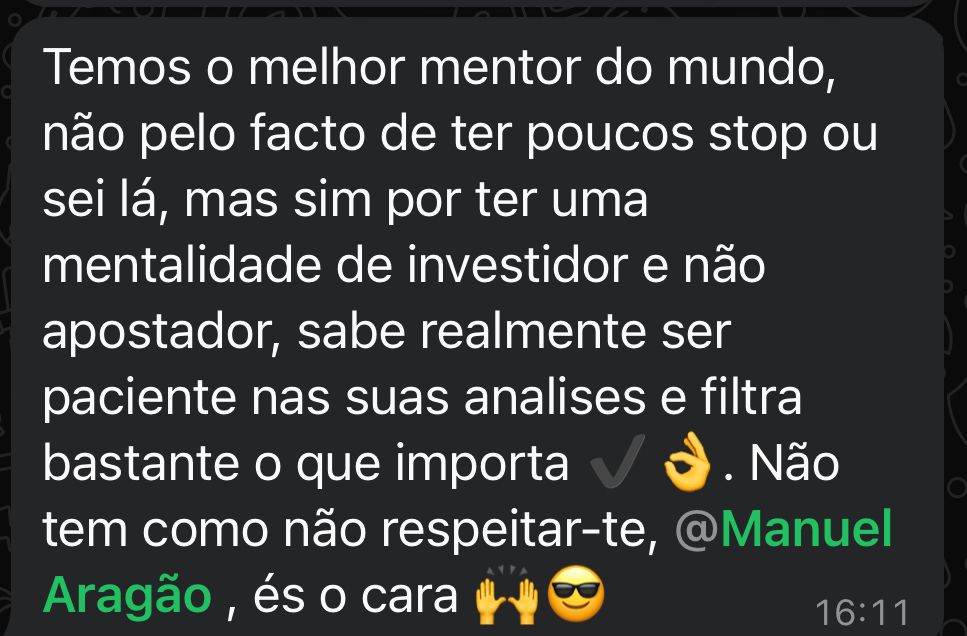 Temos o melhor mentor do mundo,
não pelo facto de ter poucos stop ou
sei lá, mas sim por ter uma
mentalidade de investidor e não
apostador, sabe realmente ser
paciente nas suas analises e filtra
bastante o que importa ✔️👌. Não
tem como não respeitar-te, @Manuel
Aragão , és o cara 🙌😎
16:11